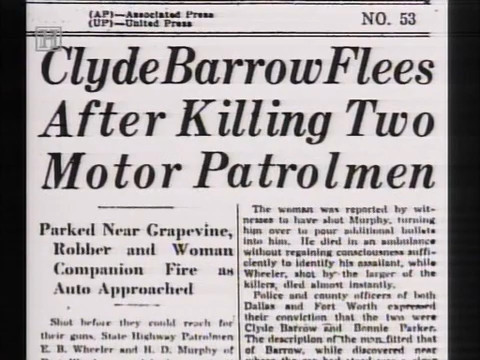 (AP)—Associated Press
(UP)—United Press
NO. 53
H
Clyde Barrow Flees
After Killing Two
Motor Patrolmen
Parked Near Grapevine,
Robber and Woman
Companion Fire as
Auto Approached
Shot before they could reach for
their guns, State Highway Patrolmen
E. B. Wheeler and H. D. Murphy of
The woman was reported by wit-
nesses to have shot Murphy, turning
him over to pour additional bullets
into him. He died in an ambulance
without regaining consciousness suffi-
ciently to identify his assailant, while
Wheeler, shot by the larger of the
killers, died almost instantly.
Police and county officers of both
Dallas and Fort Worth expressed
their conviction that the two were
Clyde Barrow and Bonnie Parker.
The description of the man fitted that
of Barrow, while discovered near